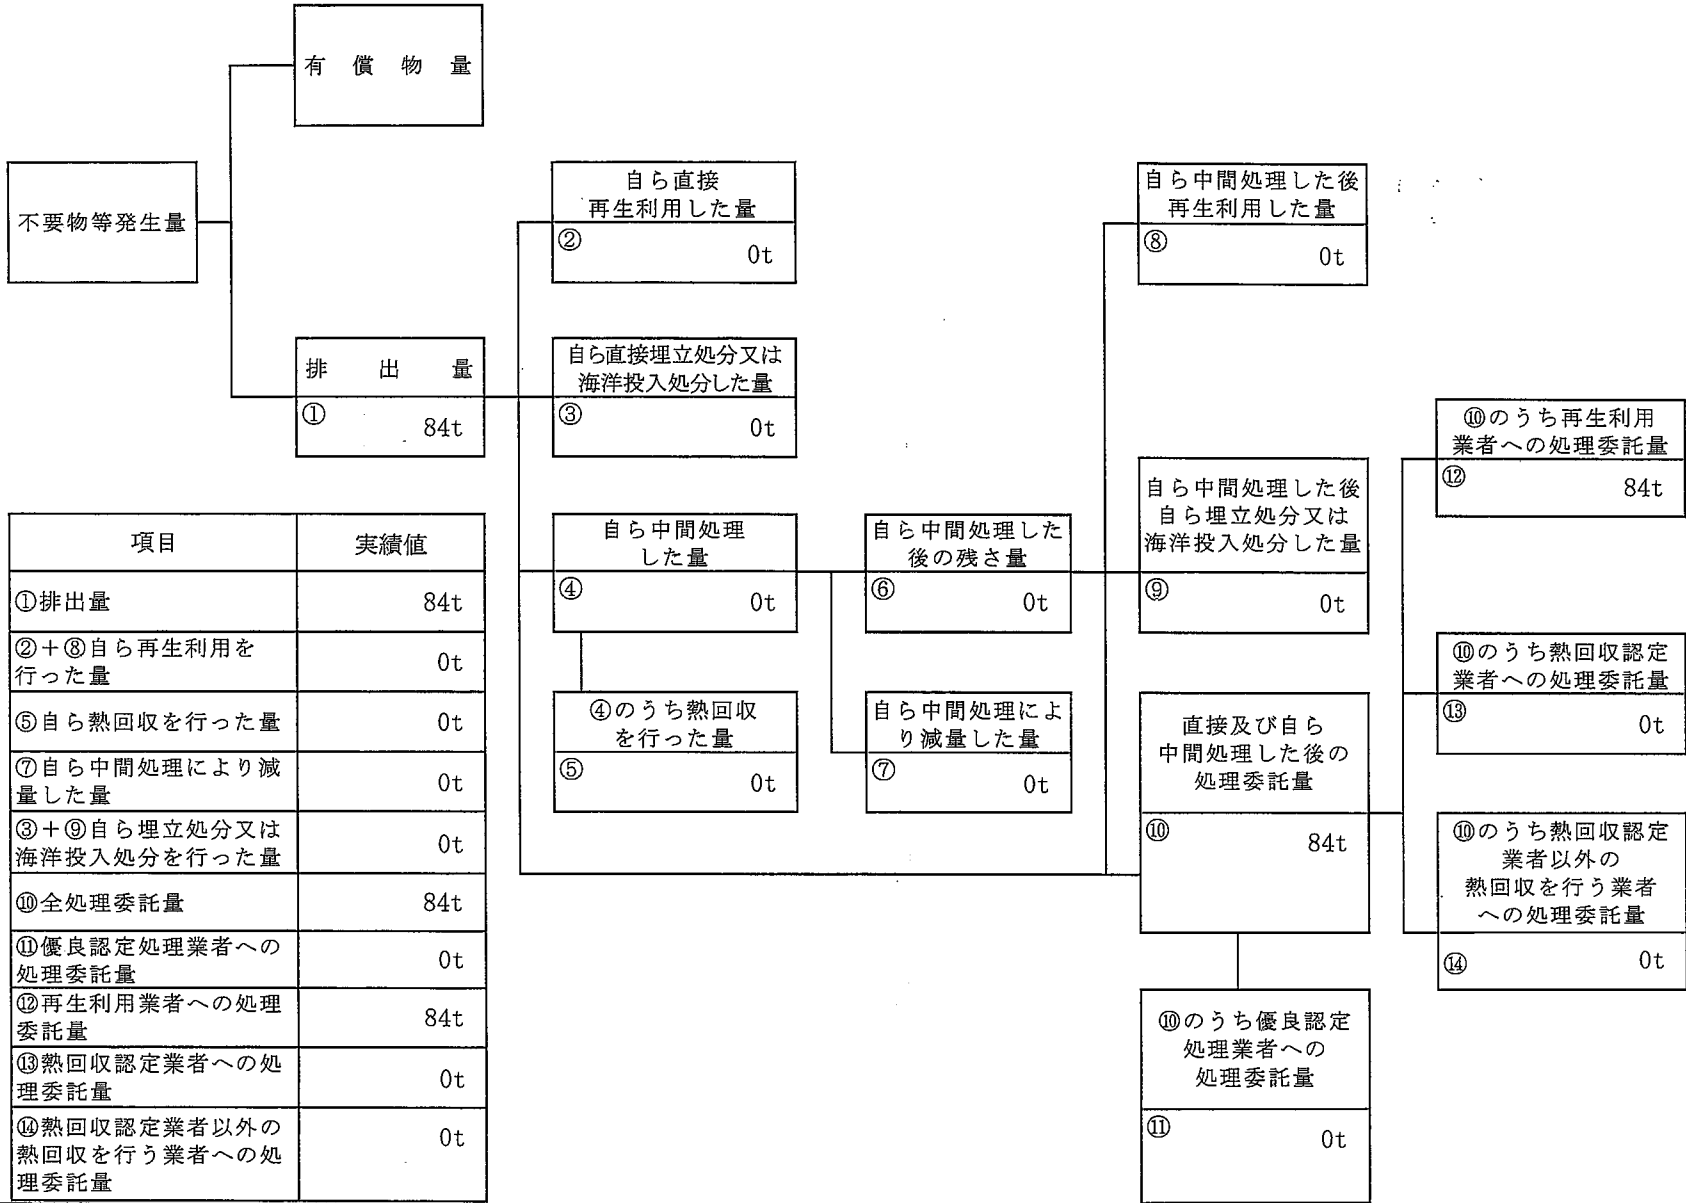 有償物量
不要物等発生量
排出量
①
84t
自ら直接
再生利用した量
②
0t
自ら直接埋立処分又は
海洋投入処分した量
③
0t
自ら中間処理
した量
④
0t
④のうち熱回収
を行った量
⑤
0t
自ら中間処理した
後の残さ量
⑥
0t
自ら中間処理によ
り減量した量
⑦
0t
自ら中間処理した後
再生利用した量
⑧
0t
自ら中間処理した後
自ら埋立処分又は
海洋投入処分した量
⑨
0t
直接及び自ら
中間処理した後の
処理委託量
⑩
84t
⑩のうち優良認定
処理業者への
処理委託量
⑪
0t
⑩のうち再生利用
業者への処理委託量
⑫
84t
⑩のうち熱回収認定
業者への処理委託量
⑬
0t
⑩のうち熱回収認定
業者以外の
熱回収を行う業者
への処理委託量
⑭
0t
項目 実績値
①排出量 84t
②+⑧自ら再生利用を
行った量
0t
⑤自ら熱回収を行った量 0t
⑦自ら中間処理により減
量した量
0t
③+⑨自ら埋立処分又は
海洋投入処分を行った量
0t
⑩全処理委託量 84t
⑪優良認定処理業者への
処理委託量
0t
⑫再生利用業者への処理
委託量
84t
⑬熱回収認定業者への処
理委託量
0t
⑭熱回収認定業者以外の
熱回収を行う業者への処
理委託量
0t